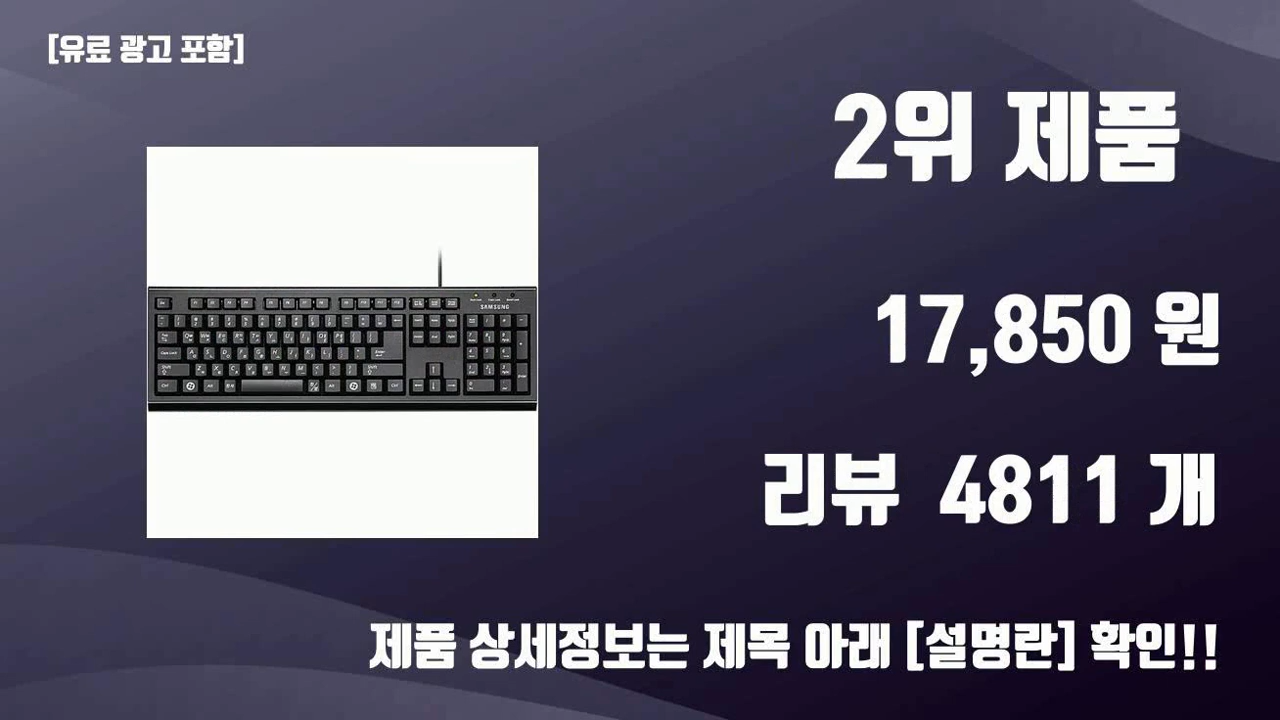 [유료 광고 포함]
2위 제품
SAMSUNG
17,850 원
리뷰 4811 개
제품 상세정보는 제목 아래 [설명란] 확인!!